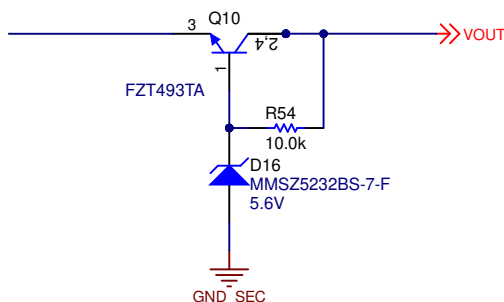 Q10
3
2,4
VOUT
1
FZT493TA
R54
10.0k
D16
MMSZ5232BS-7-F
5.6V
GND_SEC